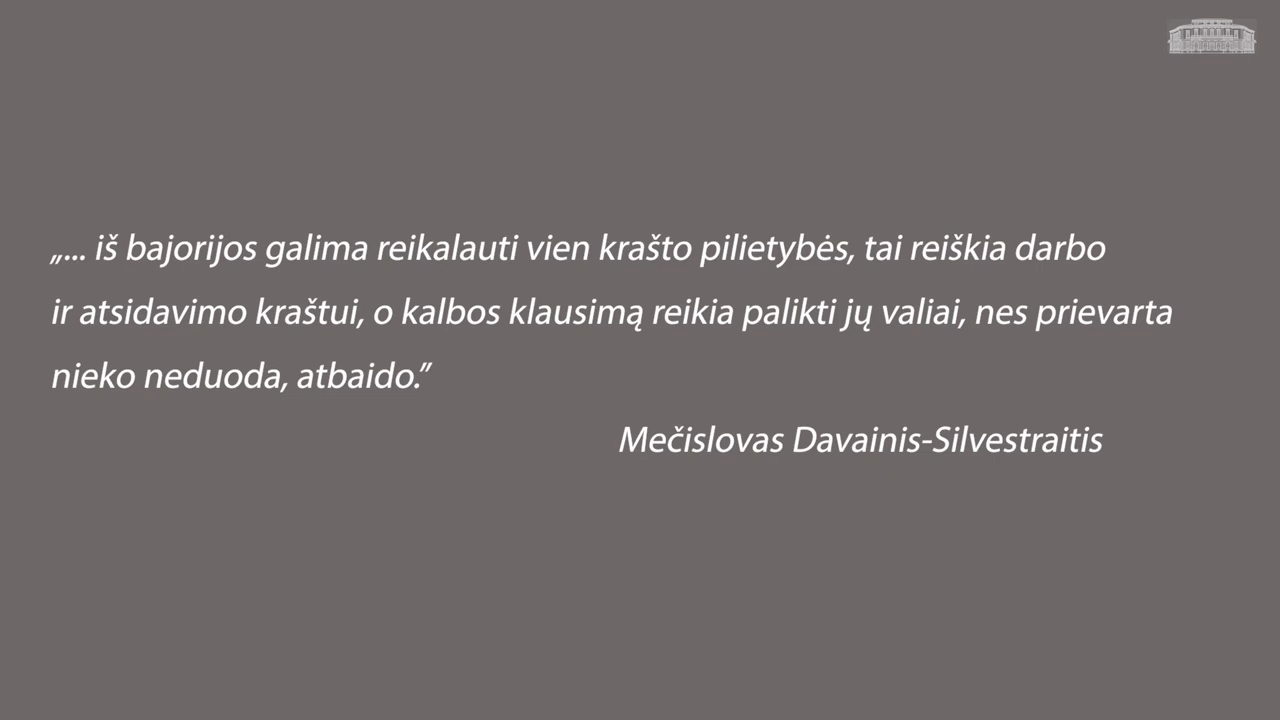 „... iš bajorijos galima reikalauti vien krašto pilietybės, tai reiškia darbo
ir atsidavimo kraštui, o kalbos klausimą reikia palikti jų valiai, nes prievarta
nieko neduoda, atbaido.”
Mečislovas Davainis-Silvestraitis